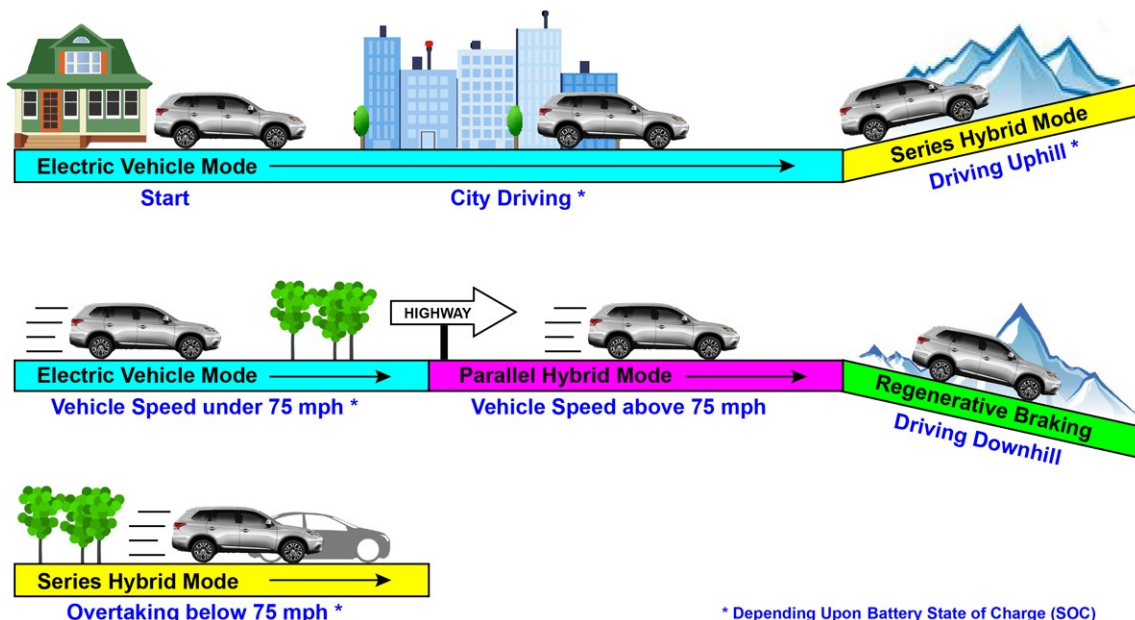 Electric Vehicle Mode
Series Hybrid Mode
Start
City Driving *
Driving Uphill *
HIGHWAY
Electric Vehicle Mode
Parallel Hybrid Mode
Regenerative Braking
Vehicle Speed under 75 mph *
Vehicle Speed above 75 mph
Driving Downhill
Series Hybrid Mode
Overtaking below 75 mph *
* Depending Upon Battery State of Charge (SOC)